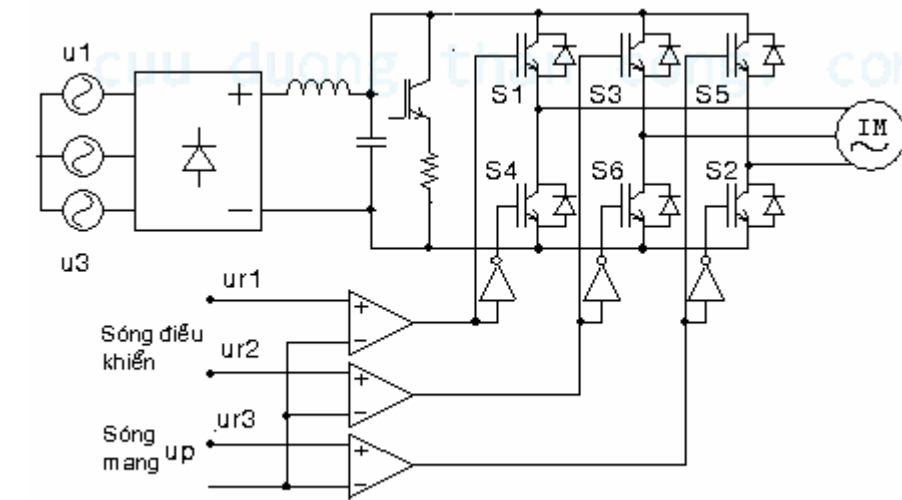 cuu duong than cong. com
u1
S1
S3
S5
IM
S4
S6
S2
u3
ur1
Sóng điều
khiển
ur2
ur3
Sóng
mang up